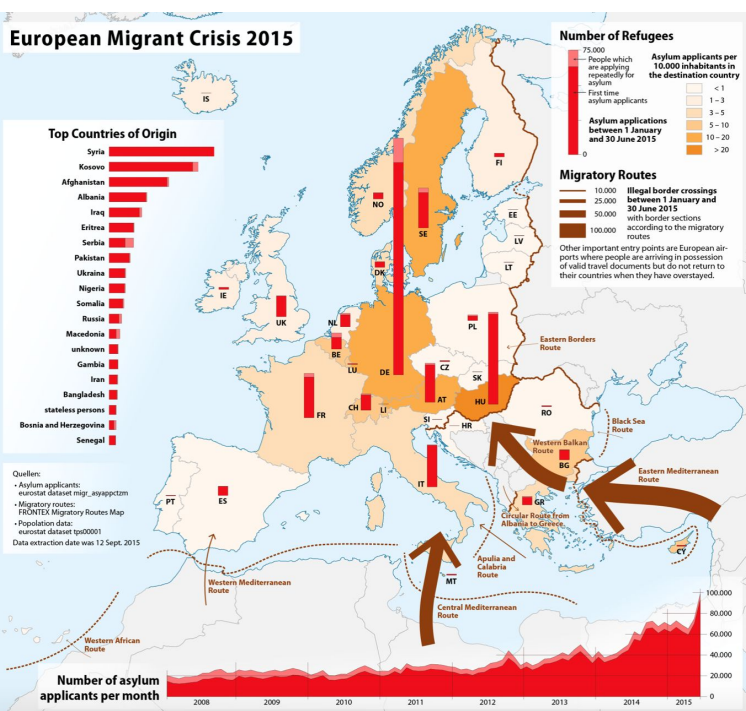 European Migrant Crisis 2015
Number of Refugees
75.000
People which
are applying
repeatedly for
asylum
First time
asylum applicants
Asylum applications
between 1 January
and 30 June 2015
0
Asylum applicants per
10.000 inhabitants in
the destination country
< 1
1 – 3
3 – 5
5 – 10
10 – 20
> 20
Migratory Routes
10.000
25.000
50.000
100.000
Illegal border crossings
between 1 January and
30 June 2015
with border sections
according to the migratory
routes
Other important entry points are European air-
ports where people are arriving in possession
of valid travel documents but do not return to
their countries when they have overstayed.
Top Countries of Origin
Syria
Kosovo
Afghanistan
Albania
Iraq
Eritrea
Serbia
Pakistan
Ukraina
Nigeria
Somalia
Russia
Macedonia
unknown
Gambia
Iran
Bangladesh
stateless persons
Bosnia and Herzegovina
Senegal
Quellen:
• Asylum applicants:
eurostat dataset migr_asyappctzm
• Migratory routes:
FRONTEX Migratory Routes Map
• Population data:
eurostat dataset tps00001
Data extraction date was 12 Sept. 2015
IS
NO
SE
FI
EE
LV
LT
DK
IE
UK
NL
BE
LU
DE
PL
CZ
SK
AT
HU
CH
LI
FR
SI
HR
RO
BG
IT
GR
PT
ES
MT
CY
Eastern Borders
Route
Black Sea
Route
Western Balkan
Route
Eastern Mediterranean
Route
Circular Route from
Albania to Greece
Apulia and
Calabria
Route
Central Mediterranean
Route
Western Mediterranean
Route
Western African
Route
Number of asylum
applicants per month
100.000
80.000
60.000
40.000
20.000
0
2008
2009
2010
2011
2012
2013
2014
2015